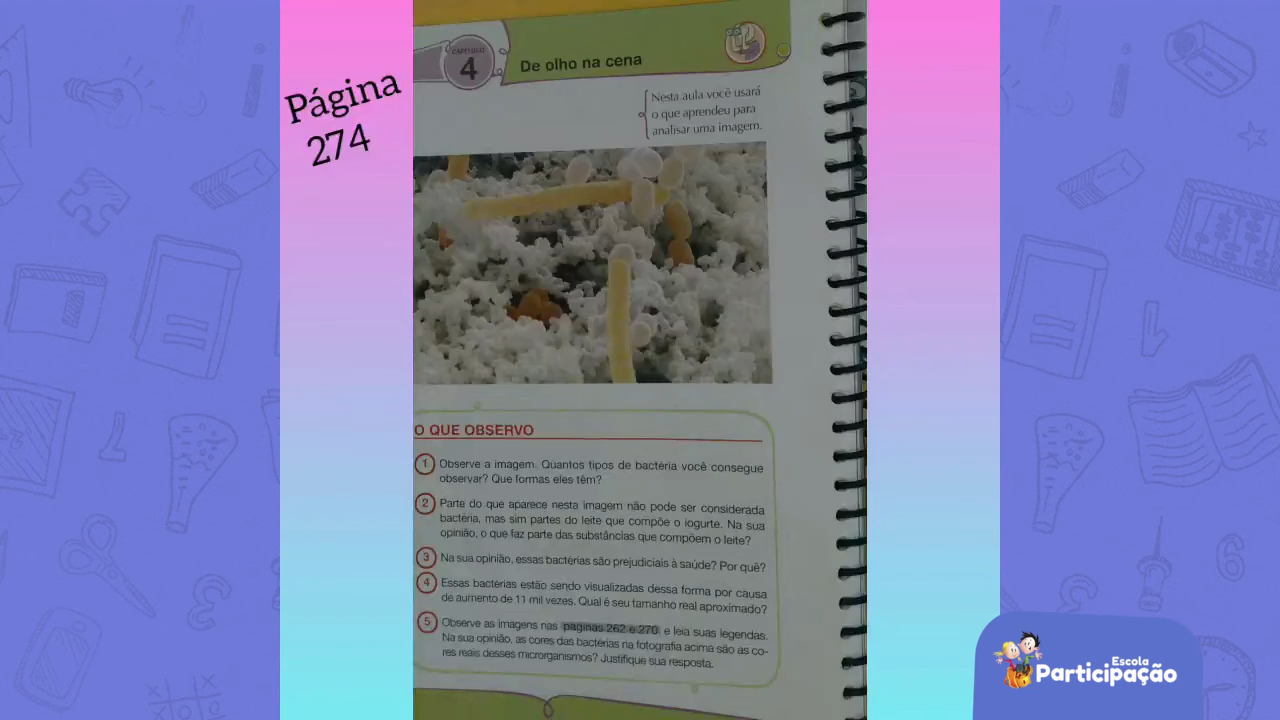 Página
274
CAPÍTULO
4
De olho na cena
Nesta aula você usará
o que aprendeu para
analisar uma imagem.
O QUE OBSERVO
1 Observe a imagem. Quantos tipos de bactéria você consegue
observar? Que formas eles têm?
2 Parte do que aparece nesta imagem não pode ser considerada
bactéria, mas sim partes do leite que compõe o iogurte. Na sua
opinião, o que faz parte das substâncias que compõem o leite?
3 Na sua opinião, essas bactérias são prejudiciais à saúde? Por quê?
4 Essas bactérias estão sendo visualizadas dessa forma por causa
de aumento de 11 mil vezes. Qual é seu tamanho real aproximado?
5 Observe as imagens nas páginas 262 e 270 e leia suas legendas.
Na sua opinião, as cores das bactérias na fotografia acima são as co-
res reais desses microrganismos? Justifique sua resposta.
Escola
Participação